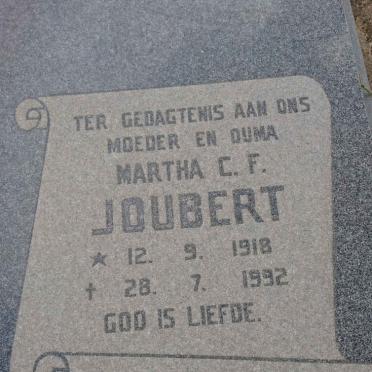 TER GEDAGTENIS AAN ONS
MOEDER EN OUMA
MARTHA C. F.
JOUBERT
★ 12. 9. 1918
† 28. 7. 1992
GOD IS LIEFDE.